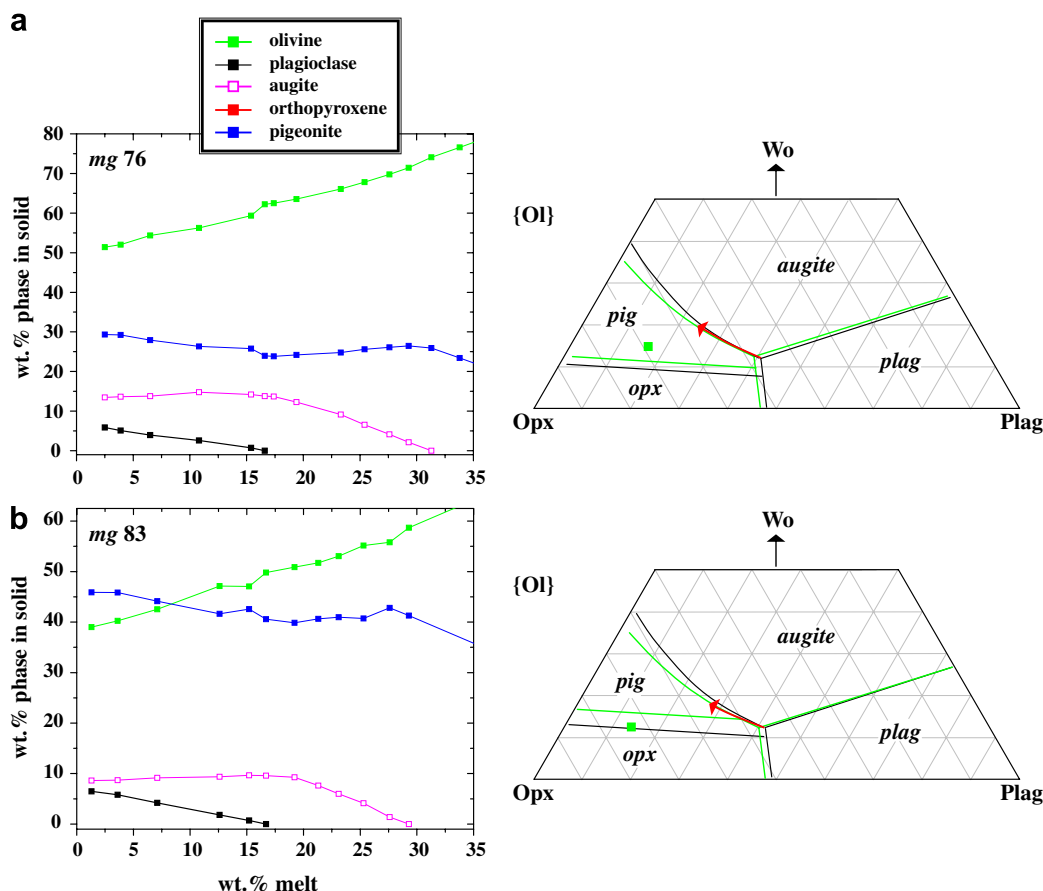 a
olivine
plagioclase
augite
orthopyroxene
pigeonite
mg 76
wt.% phase in solid
80
70
60
50
40
30
20
10
0
0 5 10 15 20 25 30 35
Wo
{Ol}
augite
pig
plag
opx
Opx Plag
b
mg 83
wt.% phase in solid
60
50
40
30
20
10
0
0 5 10 15 20 25 30 35
wt.% melt
Wo
{Ol}
augite
pig
plag
opx
Opx Plag